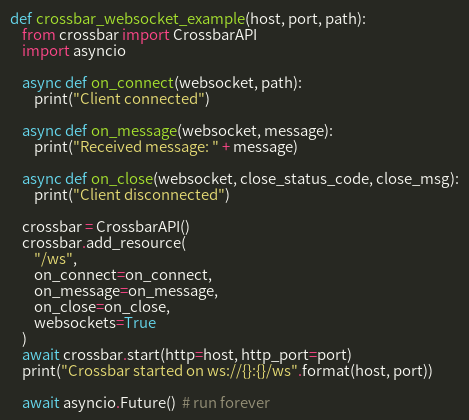 def crossbar_websocket_example(host, port, path):
    from crossbar import CrossbarAPI
    import asyncio

    async def on_connect(websocket, path):
        print("Client connected")

    async def on_message(websocket, message):
        print("Received message: " + message)

    async def on_close(websocket, close_status_code, close_msg):
        print("Client disconnected")

    crossbar = CrossbarAPI()
    crossbar.add_resource(
        "/ws",
        on_connect=on_connect,
        on_message=on_message,
        on_close=on_close,
        websockets=True
    )
    await crossbar.start(http=host, http_port=port)
    print("Crossbar started on ws://{}:{}/ws".format(host, port))

    await asyncio.Future()  # run forever